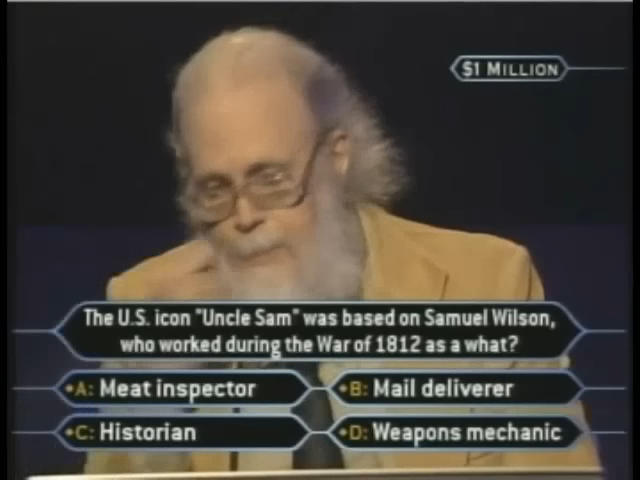 $1 MILLION
The U.S. icon "Uncle Sam" was based on Samuel Wilson,
who worked during the War of 1812 as a what?
A: Meat inspector
B: Mail deliverer
C: Historian
D: Weapons mechanic